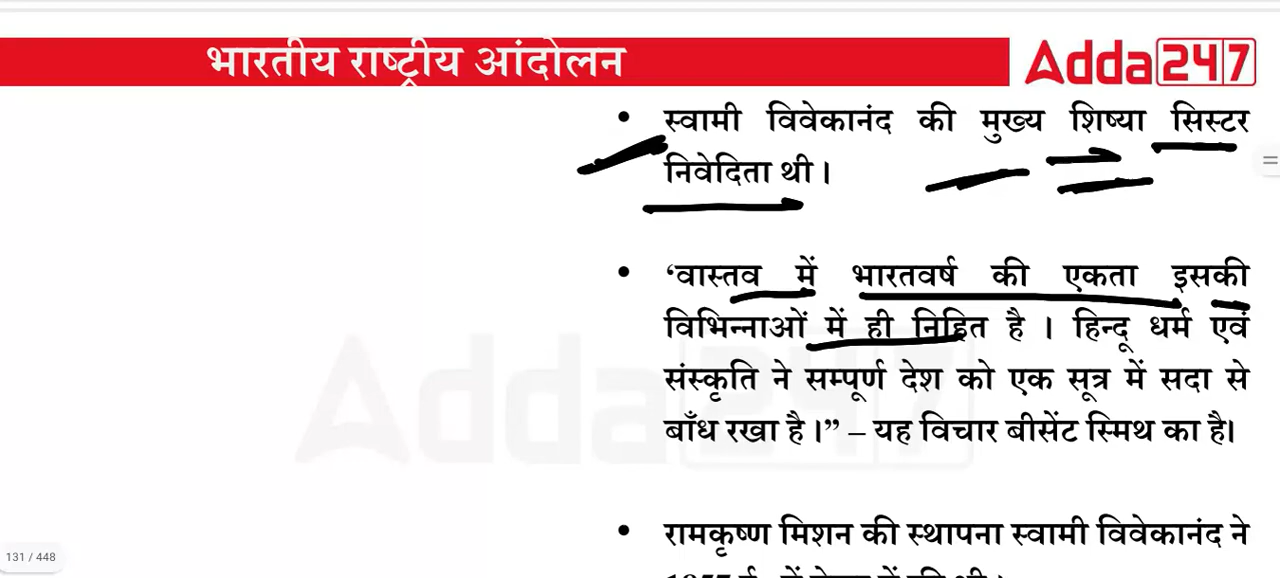 भारतीय राष्ट्रीय आंदोलन
Adda247
• स्वामी विवेकानंद की मुख्य शिष्या सिस्टर
निवेदिता थी।
• ‘वास्तव में भारतवर्ष की एकता इसकी
विभिन्नाओं में ही निहित है । हिन्दू धर्म एवं
संस्कृति ने सम्पूर्ण देश को एक सूत्र में सदा से
बाँध रखा है।” – यह विचार बीसेंट स्मिथ का है।
Adda247
• रामकृष्ण मिशन की स्थापना स्वामी विवेकानंद ने
131 / 448